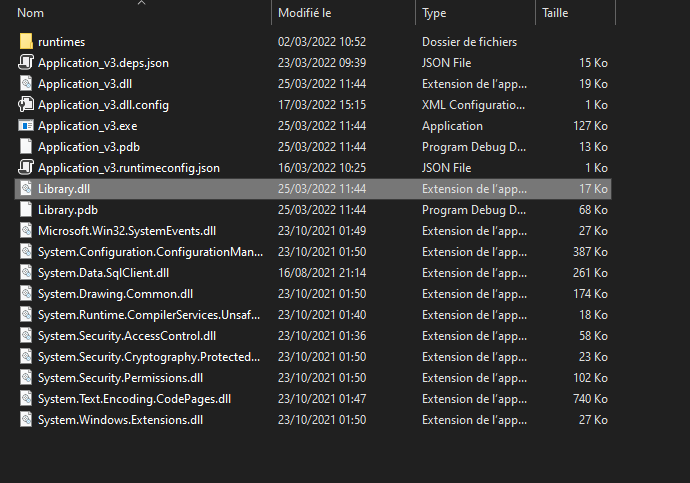 Nom Modifié le Type Taille
runtimes 02/03/2022 10:52 Dossier de fichiers
Application_v3.deps.json 23/03/2022 09:39 JSON File 15 Ko
Application_v3.dll 25/03/2022 11:44 Extension de l'app... 19 Ko
Application_v3.dll.config 17/03/2022 15:15 XML Configuratio... 1 Ko
Application_v3.exe 25/03/2022 11:44 Application 127 Ko
Application_v3.pdb 25/03/2022 11:44 Program Debug D... 13 Ko
Application_v3.runtimeconfig.json 16/03/2022 10:25 JSON File 1 Ko
Library.dll 25/03/2022 11:44 Extension de l'app... 17 Ko
Library.pdb 25/03/2022 11:44 Program Debug D... 68 Ko
Microsoft.Win32.SystemEvents.dll 23/10/2021 01:49 Extension de l'app... 27 Ko
System.Configuration.ConfigurationMan... 23/10/2021 01:50 Extension de l'app... 387 Ko
System.Data.SqlClient.dll 16/08/2021 21:14 Extension de l'app... 261 Ko
System.Drawing.Common.dll 23/10/2021 01:50 Extension de l'app... 174 Ko
System.Runtime.CompilerServices.Unsaf... 23/10/2021 01:40 Extension de l'app... 18 Ko
System.Security.AccessControl.dll 23/10/2021 01:36 Extension de l'app... 58 Ko
System.Security.Cryptography.Protected... 23/10/2021 01:50 Extension de l'app... 23 Ko
System.Security.Permissions.dll 23/10/2021 01:50 Extension de l'app... 102 Ko
System.Text.Encoding.CodePages.dll 23/10/2021 01:47 Extension de l'app... 740 Ko
System.Windows.Extensions.dll 23/10/2021 01:50 Extension de l'app... 27 Ko